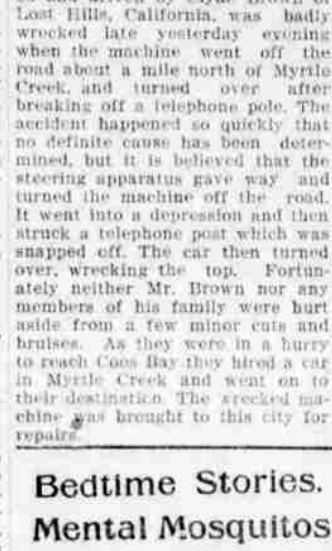 Lost Hills, California, was badly
wrecked late yesterday evening
when the machine went off the
road about a mile north of Myrtle
Creek, and turned over after
breaking off a telephone pole. The
accident happened so quickly that
no definite cause has been deter-
mined, but it is believed that the
steering apparatus gave way and
turned the machine off the road.
It went into a depression and then
struck a telephone post which was
snapped off. The car then turned
over, wrecking the top. Fortun-
ately neither Mr. Brown nor any
members of his family were hurt
aside from a few minor cuts and
bruises. As they were in a hurry
to reach Coos Bay they hired a car
in Myrtle Creek and went on to
their destination. The wrecked ma-
chine was brought to this city for
repairs.
Bedtime Stories.
Mental Mosquitos